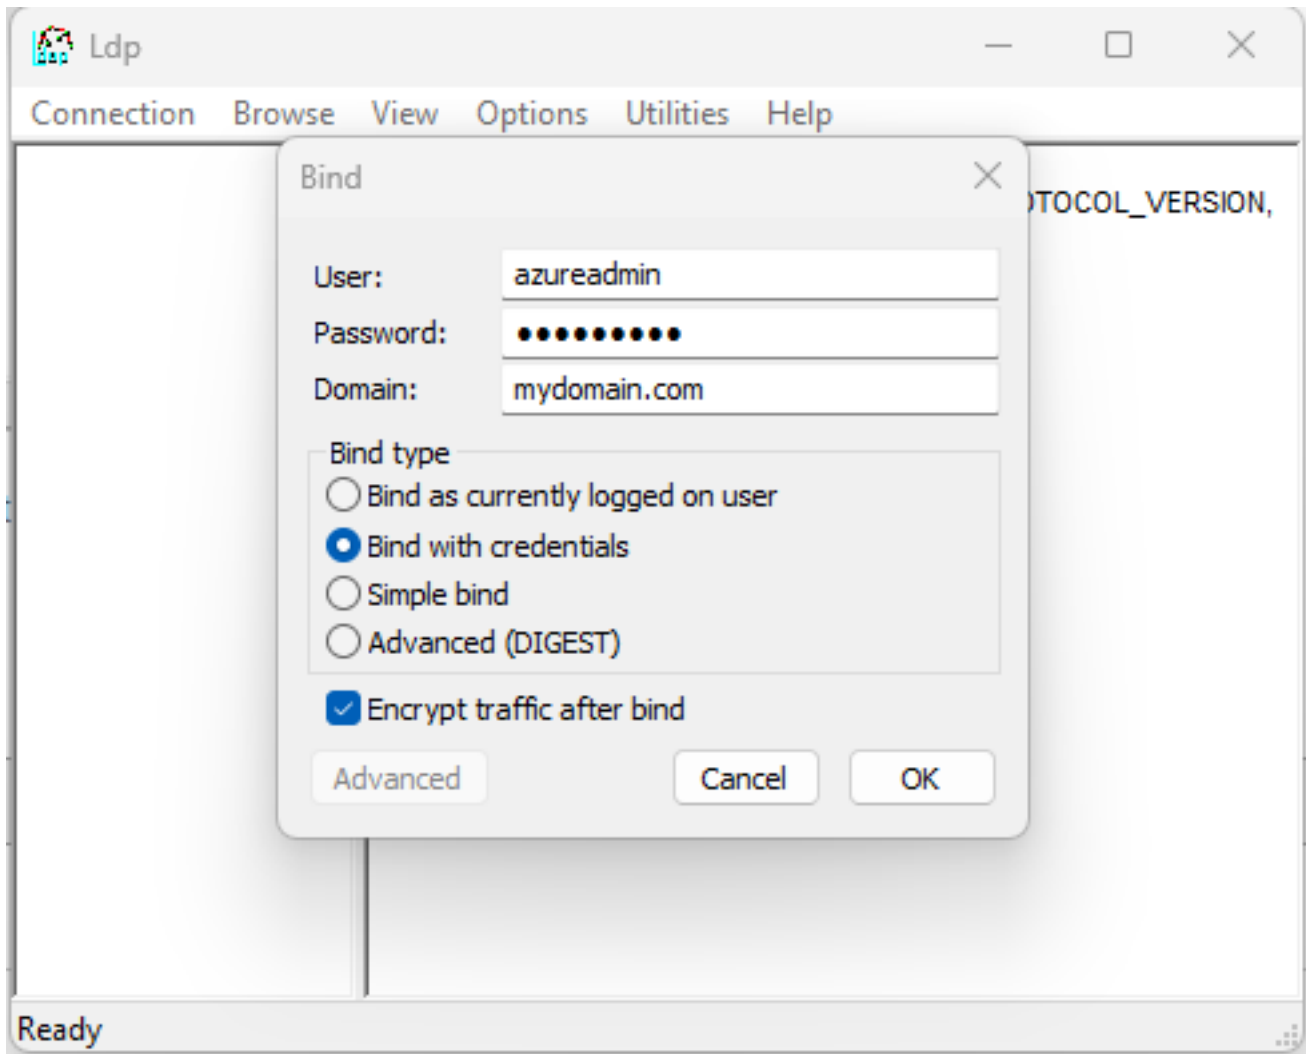 Ldp
Connection Browse View Options Utilities Help
Bind
OTOCOL_VERSION,
User: azureadmin
Password: •••••••••
Domain: mydomain.com
Bind type
Bind as currently logged on user
Bind with credentials
Simple bind
Advanced (DIGEST)
Encrypt traffic after bind
Advanced Cancel OK
Ready